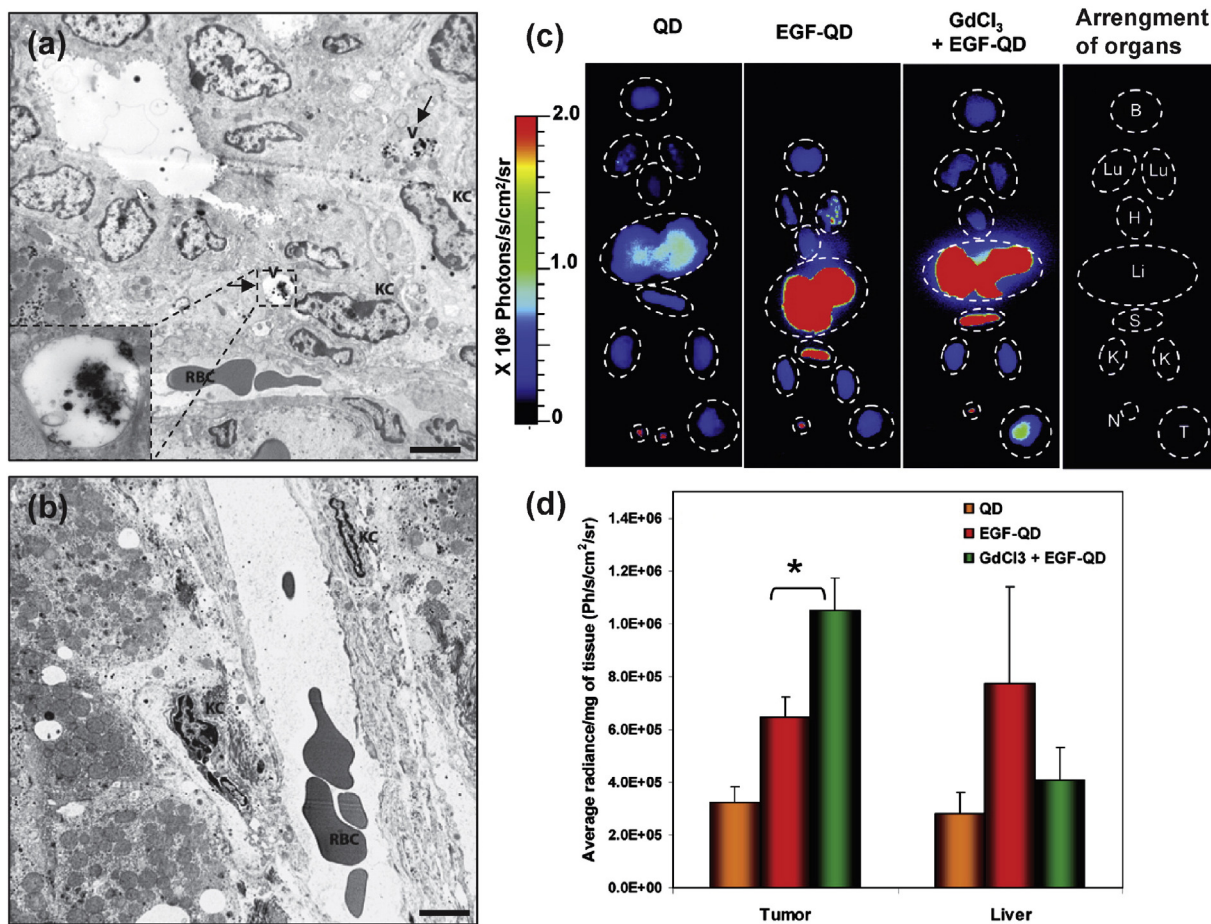 (a)
V
KC
V
KC
RBC
(b)
KC
KC
RBC
(c)
QD
EGF-QD
GdCl3
+ EGF-QD
Arrengment
of organs
X 10⁸ Photons/s/cm²/sr
2.0
1.0
0
B
Lu
Lu
H
Li
S
K
K
N
T
(d)
Average radiance/mg of tissue (Ph/s/cm²/sr)
1.4E+06
1.2E+06
1.0E+06
8.0E+05
6.0E+05
4.0E+05
2.0E+05
0.0E+00
QD
EGF-QD
GdCl3 + EGF-QD
*
Tumor
Liver